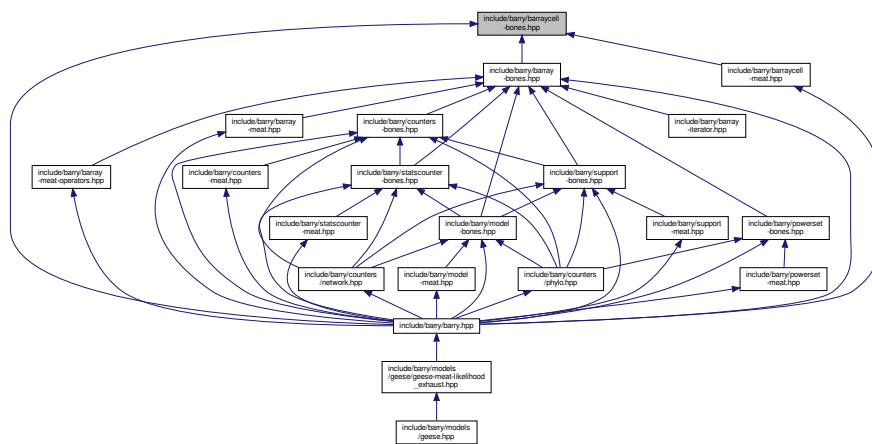 include/barry/barraycell
-bones.hpp
include/barry/barray
-bones.hpp
include/barry/barraycell
-meat.hpp
include/barry/barray
-meat.hpp
include/barry/counters
-bones.hpp
include/barry/barray
-iterator.hpp
include/barry/barray
-meat-operators.hpp
include/barry/counters
-meat.hpp
include/barry/statscounter
-bones.hpp
include/barry/support
-bones.hpp
include/barry/statscounter
-meat.hpp
include/barry/model
-bones.hpp
include/barry/support
-meat.hpp
include/barry/powerset
-bones.hpp
include/barry/counters
/network.hpp
include/barry/model
-meat.hpp
include/barry/counters
/phylo.hpp
include/barry/powerset
-meat.hpp
include/barry/barry.hpp
include/barry/models
/geese/geese-meat-likelihood
_exhaust.hpp
include/barry/models
/geese.hpp